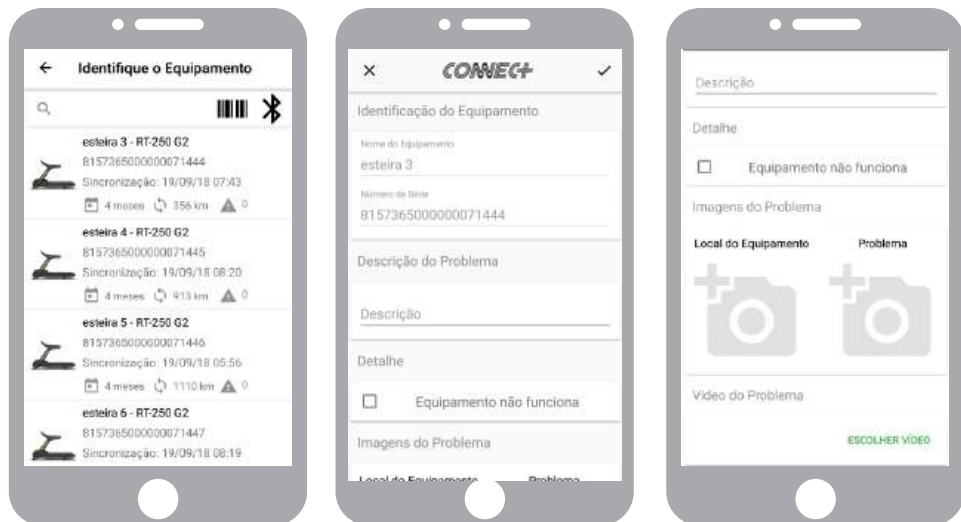 Identifique o Equipamento
esteira 3 - RT-250 G2
8157365000000071444
Sincronização: 19/09/18 07:43
4 meses 356 km 0
esteira 4 - RT-250 G2
8157365000000071445
Sincronização: 19/09/18 08:20
4 meses 913 km 0
esteira 5 - RT-250 G2
8157365000000071446
Sincronização: 19/09/18 05:56
4 meses 1110 km 0
esteira 6 - RT-250 G2
8157365000000071447
Sincronização: 19/09/18 08:19
CONNECT
Identificação do Equipamento
Nome do Equipamento
esteira 3
Número de Série
8157365000000071444
Descrição do Problema
Descrição
Detalhe
Equipamento não funciona
Imagens do Problema
Local do Equipamento Problema
Descrição
Detalhe
Equipamento não funciona
Imagens do Problema
Local do Equipamento Problema
Vídeo do Problema
ESCOLHER VÍDEO